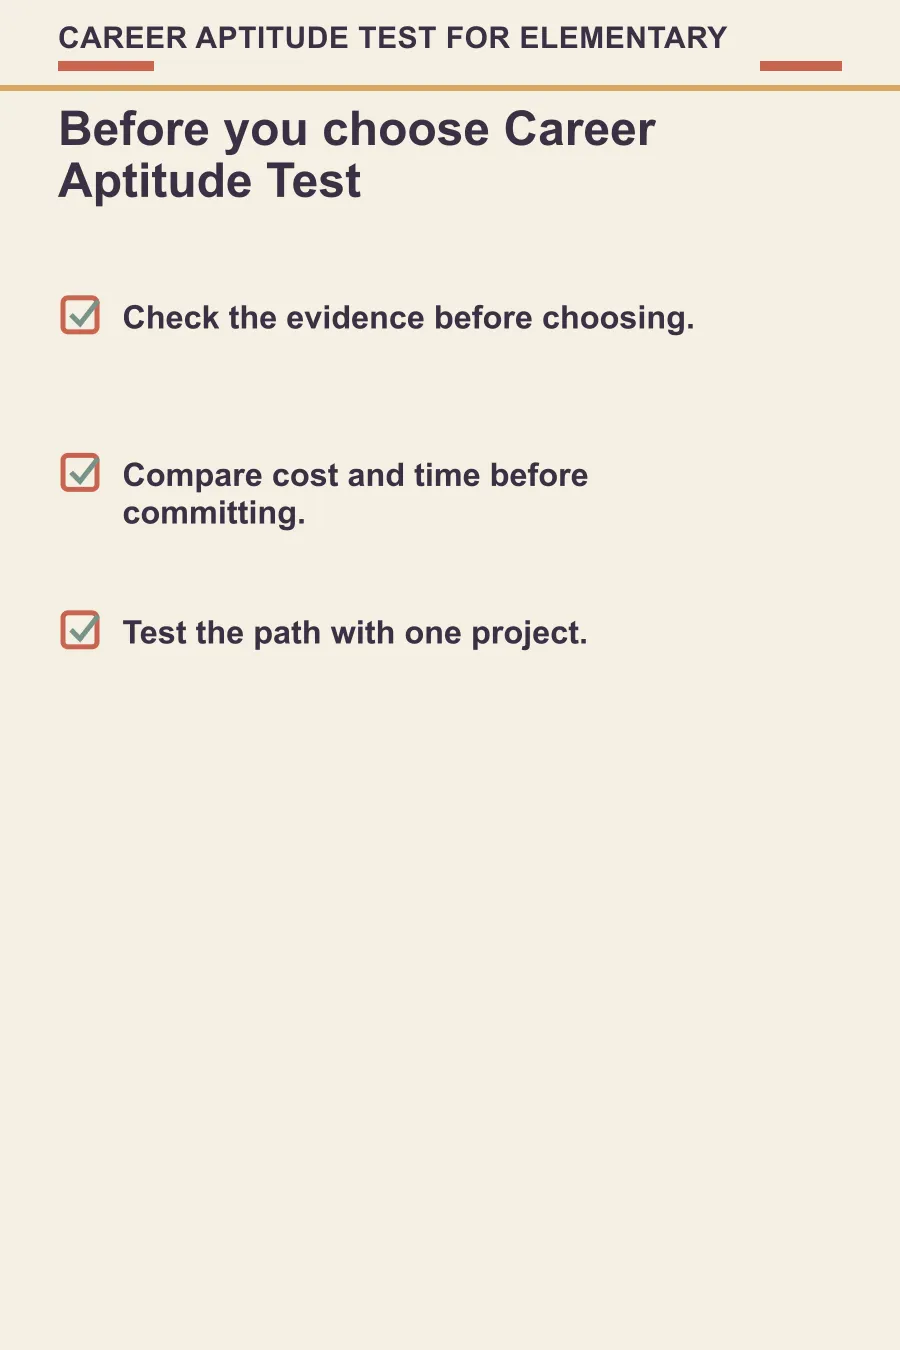 CAREER APTITUDE TEST FOR ELEMENTARY
Before you choose Career
Aptitude Test
Check the evidence before choosing.
Compare cost and time before
committing.
Test the path with one project.